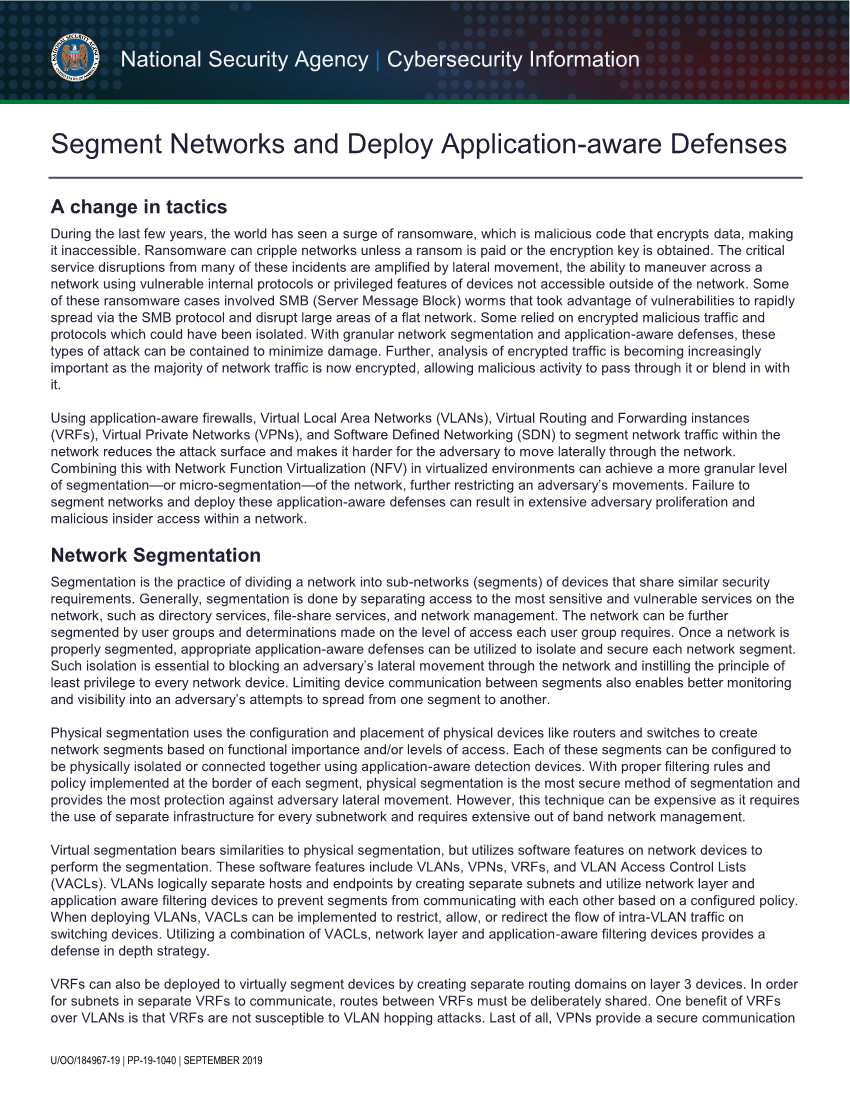 National Security Agency | Cybersecurity Information
Segment Networks and Deploy Application-aware Defenses
A change in tactics
During the last few years, the world has seen a surge of ransomware, which is malicious code that encrypts data, making
it inaccessible. Ransomware can cripple networks unless a ransom is paid or the encryption key is obtained. The critical
service disruptions from many of these incidents are amplified by lateral movement, the ability to maneuver across a
network using vulnerable internal protocols or privileged features of devices not accessible outside of the network. Some
of these ransomware cases involved SMB (Server Message Block) worms that took advantage of vulnerabilities to rapidly
spread via the SMB protocol and disrupt large areas of a flat network. Some relied on encrypted malicious traffic and
protocols which could have been isolated. With granular network segmentation and application-aware defenses, these
types of attack can be contained to minimize damage. Further, analysis of encrypted traffic is becoming increasingly
important as the majority of network traffic is now encrypted, allowing malicious activity to pass through it or blend in with
it.
Using application-aware firewalls, Virtual Local Area Networks (VLANs), Virtual Routing and Forwarding instances
(VRFs), Virtual Private Networks (VPNs), and Software Defined Networking (SDN) to segment network traffic within the
network reduces the attack surface and makes it harder for the adversary to move laterally through the network.
Combining this with Network Function Virtualization (NFV) in virtualized environments can achieve a more granular level
of segmentation—or micro-segmentation—of the network, further restricting an adversary's movements. Failure to
segment networks and deploy these application-aware defenses can result in extensive adversary proliferation and
malicious insider access within a network.
Network Segmentation
Segmentation is the practice of dividing a network into sub-networks (segments) of devices that share similar security
requirements. Generally, segmentation is done by separating access to the most sensitive and vulnerable services on the
network, such as directory services, file-share services, and network management. The network can be further
segmented by user groups and determinations made on the level of access each user group requires. Once a network is
properly segmented, appropriate application-aware defenses can be utilized to isolate and secure each network segment.
Such isolation is essential to blocking an adversary's lateral movement through the network and instilling the principle of
least privilege to every network device. Limiting device communication between segments also enables better monitoring
and visibility into an adversary's attempts to spread from one segment to another.
Physical segmentation uses the configuration and placement of physical devices like routers and switches to create
network segments based on functional importance and/or levels of access. Each of these segments can be configured to
be physically isolated or connected together using application-aware detection devices. With proper filtering rules and
policy implemented at the border of each segment, physical segmentation is the most secure method of segmentation and
provides the most protection against adversary lateral movement. However, this technique can be expensive as it requires
the use of separate infrastructure for every subnetwork and requires extensive out of band network management.
Virtual segmentation bears similarities to physical segmentation, but utilizes software features on network devices to
perform the segmentation. These software features include VLANs, VPNs, VRFs, and VLAN Access Control Lists
(VACLs). VLANs logically separate hosts and endpoints by creating separate subnets and utilize network layer and
application aware filtering devices to prevent segments from communicating with each other based on a configured policy.
When deploying VLANs, VACLs can be implemented to restrict, allow, or redirect the flow of intra-VLAN traffic on
switching devices. Utilizing a combination of VACLs, network layer and application-aware filtering devices provides a
defense in depth strategy.
VRFs can also be deployed to virtually segment devices by creating separate routing domains on layer 3 devices. In order
for subnets in separate VRFs to communicate, routes between VRFs must be deliberately shared. One benefit of VRFs
over VLANs is that VRFs are not susceptible to VLAN hopping attacks. Last of all, VPNs provide a secure communication
U/OO/184967-19 | PP-19-1040 | SEPTEMBER 2019